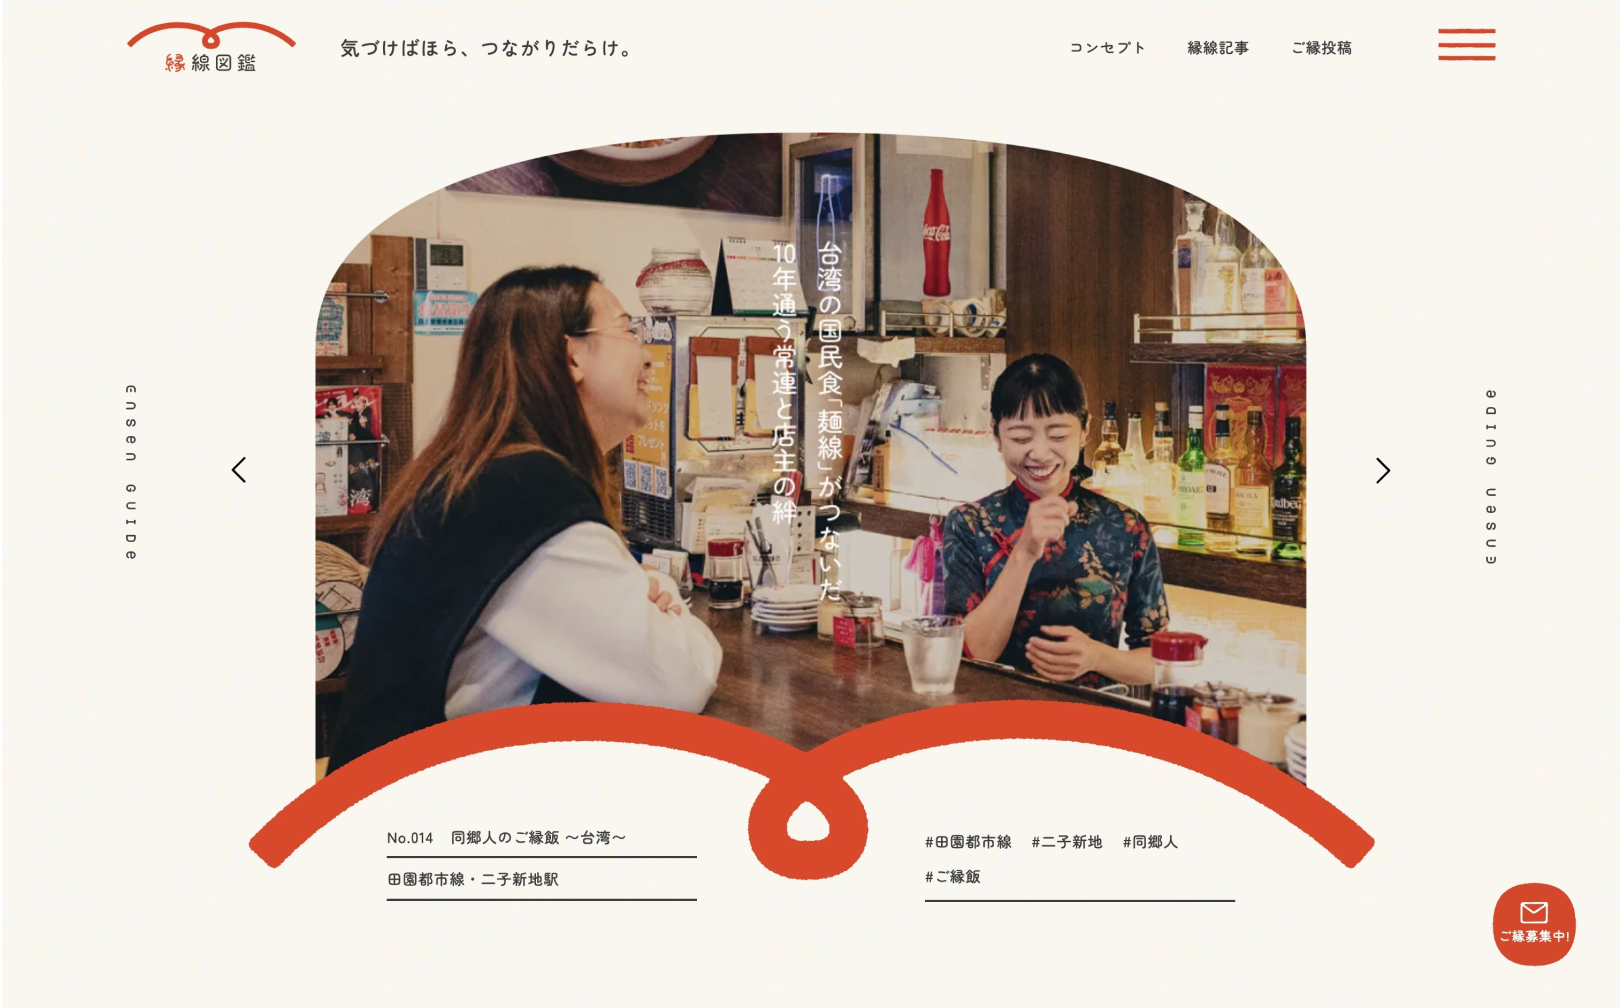 縁線図鑑
気づけばほら、つながりだらけ。
コンセプト
縁線記事
ご縁投稿
台湾の国民食「麺線」がつないだ
10年通う常連と店主の絆
Coca-Cola
ensen GUIDe
ensen GUIDe
No.014 同郷人のご縁飯 〜台湾〜
田園都市線・二子新地駅
#田園都市線 #二子新地 #同郷人
#ご縁飯
ご縁募集中!